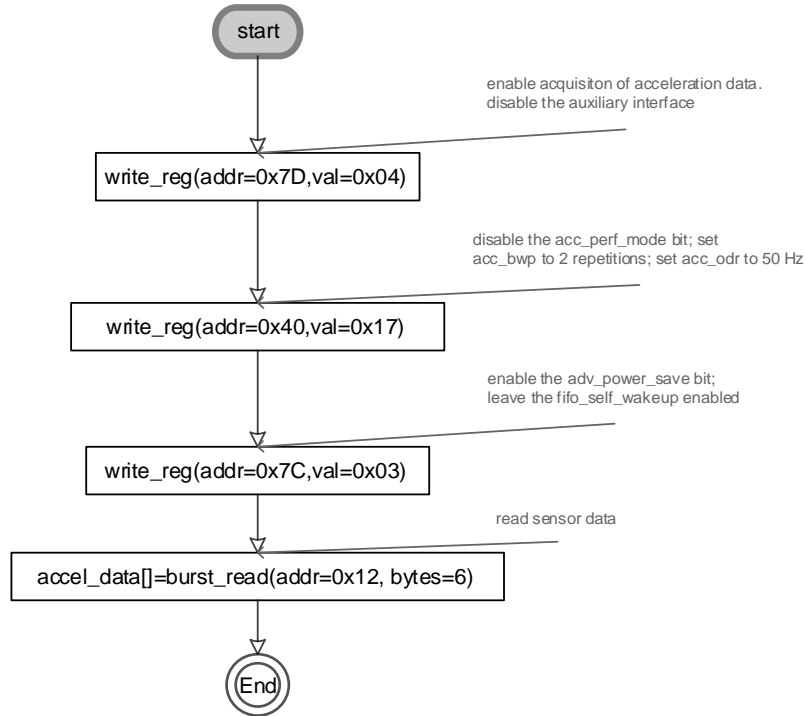 start
enable acquisiton of acceleration data.
disable the auxiliary interface
write_reg(addr=0x7D,val=0x04)
disable the acc_perf_mode bit; set
acc_bwp to 2 repetitions; set acc_odr to 50 Hz
write_reg(addr=0x40,val=0x17)
enable the adv_power_save bit;
leave the fifo_self_wakeup enabled
write_reg(addr=0x7C,val=0x03)
read sensor data
accel_data[]=burst_read(addr=0x12, bytes=6)
End